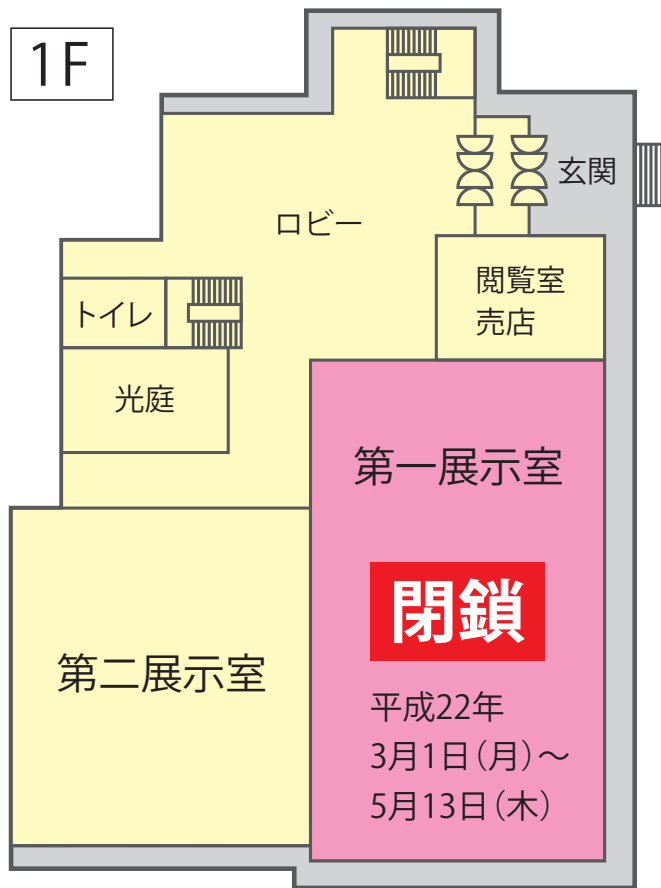 1F
玄関
ロビー
閲覧室
売店
トイレ
光庭
第一展示室
閉鎖
平成22年
3月1日（月）～
5月13日（木）
第二展示室